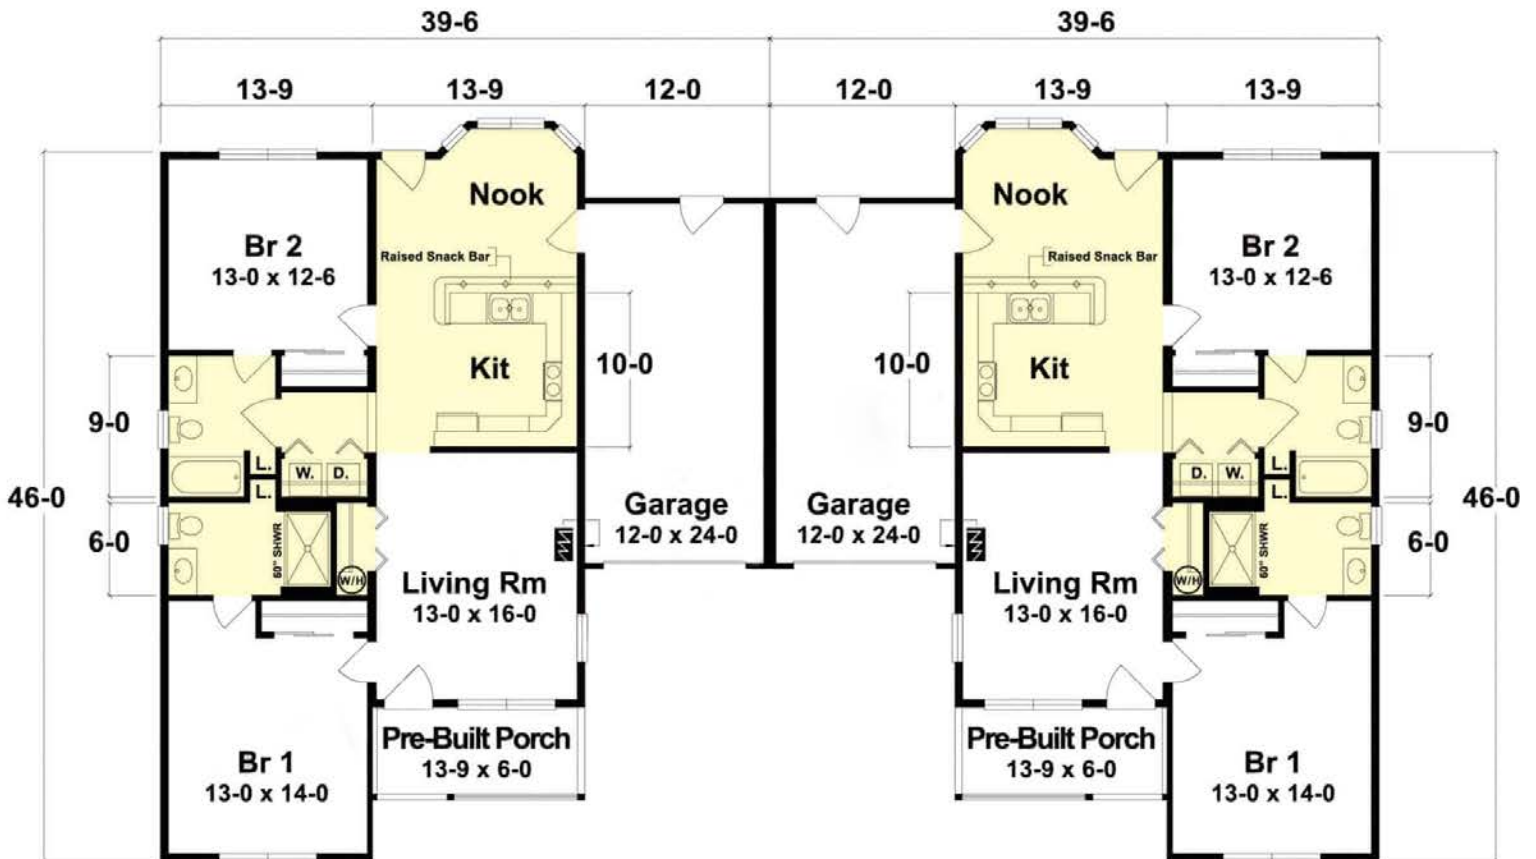 39-6 39-6
13-9 13-9 12-0 12-0 13-9 13-9
Nook Nook
Br 2 Br 2
13-0 x 12-6 13-0 x 12-6
Raised Snack Bar Raised Snack Bar
Kit 10-0 10-0 Kit
9-0 9-0
L. W. D. D. W. L.
L. L.
46-0 46-0
Garage Garage
12-0 x 24-0 12-0 x 24-0
6-0 6-0
60" SHWR 60" SHWR
W/H W/H
Living Rm Living Rm
13-0 x 16-0 13-0 x 16-0
Pre-Built Porch Pre-Built Porch
13-9 x 6-0 13-9 x 6-0
Br 1 Br 1
13-0 x 14-0 13-0 x 14-0